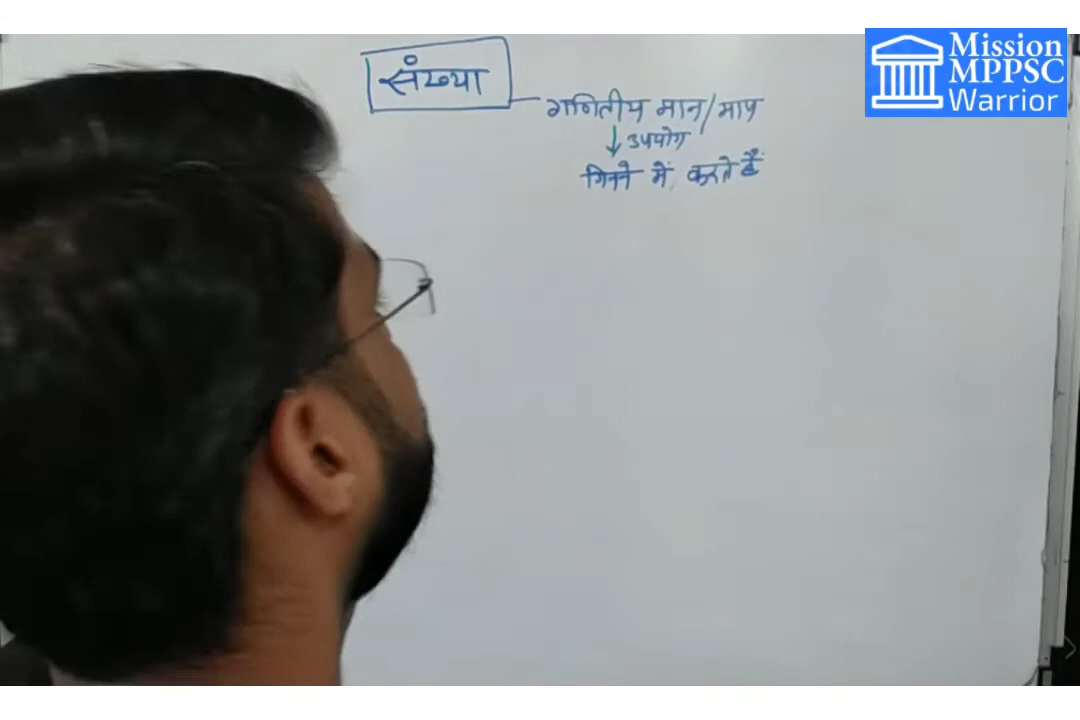 संख्या
गणितीय मान/माप
↓ उपयोग
गिनने में करते हैं
Mission
MPPSC
Warrior